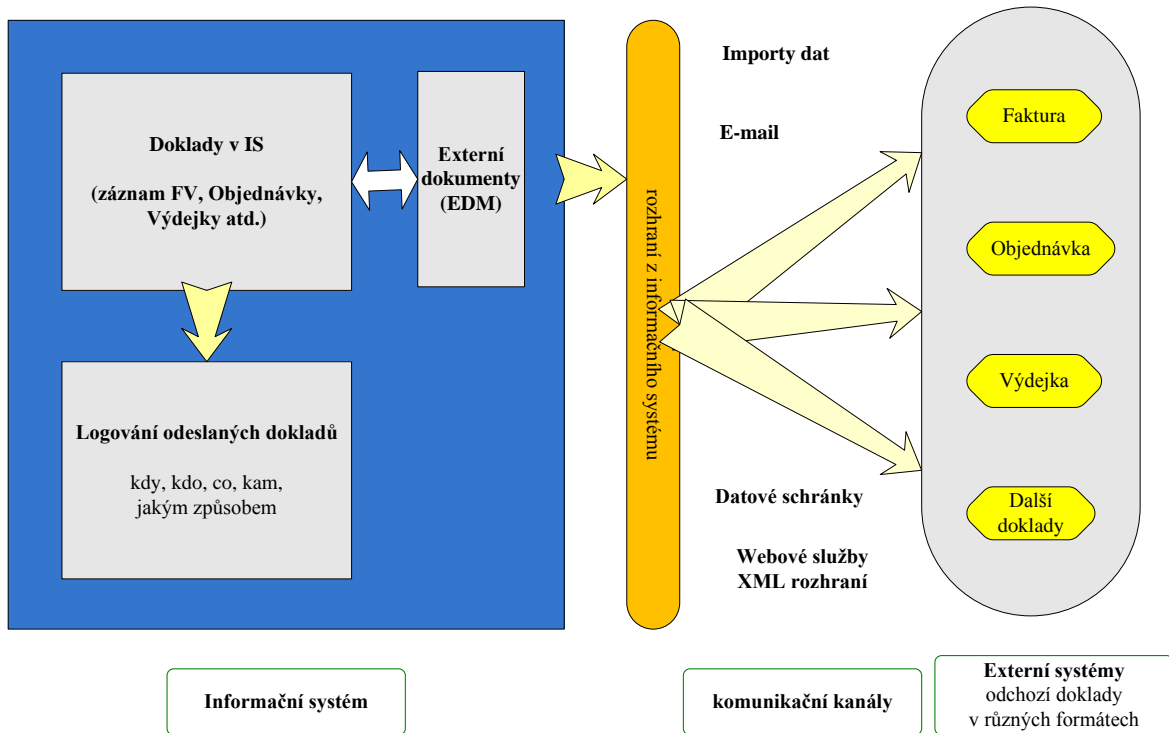 Doklady v IS
(záznam FV, Objednávky,
Výdejky atd.)
Externí
dokumenty
(EDM)
Logování odeslaných dokladů
kdy, kdo, co, kam,
jakým způsobem
rozhraní z informačního systému
Importy dat
E-mail
Datové schránky
Webové služby
XML rozhraní
Faktura
Objednávka
Výdejka
Další
doklady
Informační systém
komunikační kanály
Externí systémy
odchozí doklady
v různých formátech